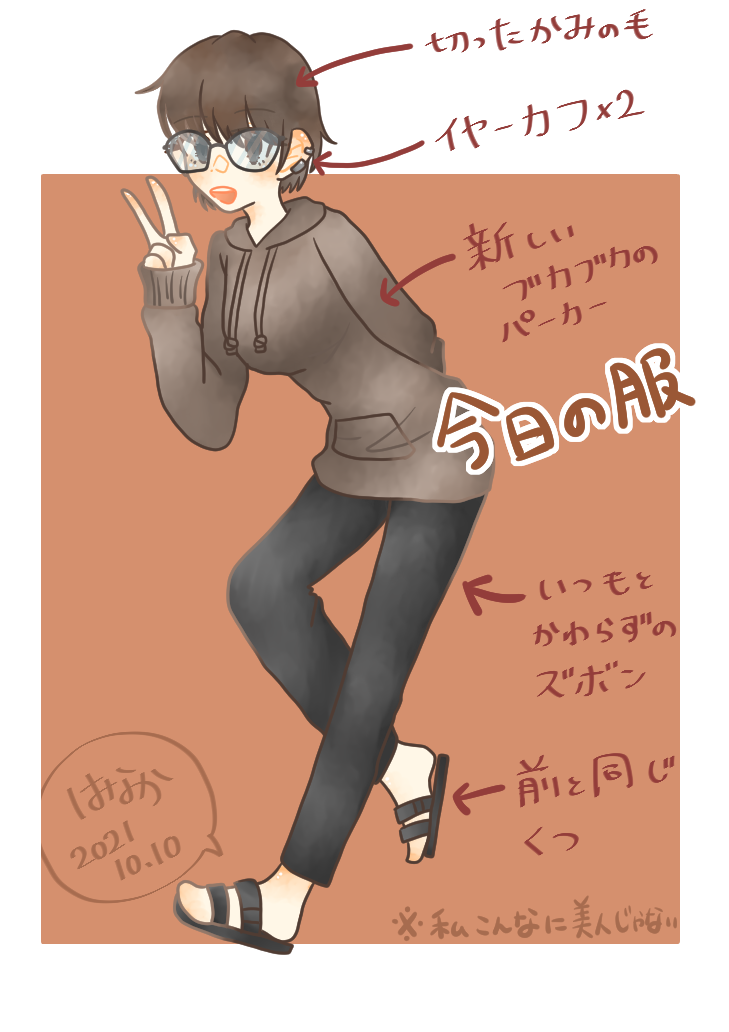 切ったかみの毛
イヤーカフ×2
新しい
ブカブカの
パーカー
今日の服
いつもと
かわらずの
ズボン
前と同じ
くつ
はなか
2021
10.10
※私こんなに美人じゃない